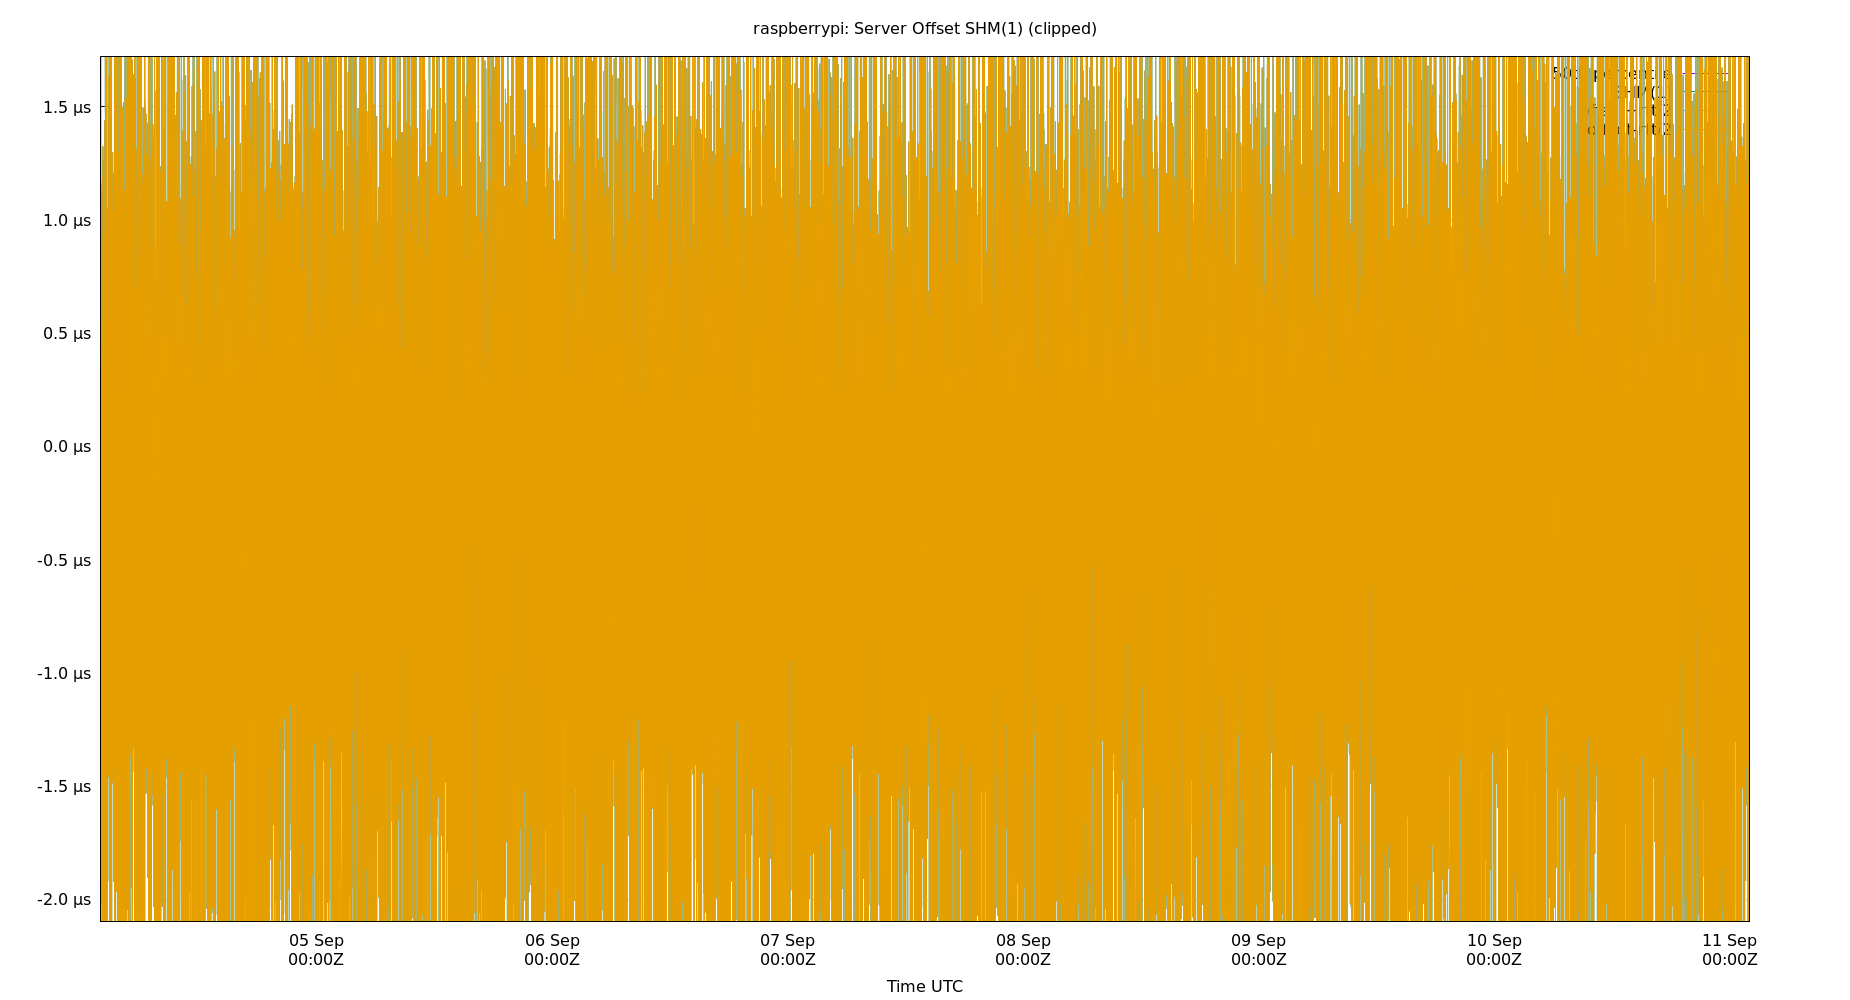 raspberrypi: Server Offset SHM(1) (clipped)
1.5 µs
1.0 µs
0.5 µs
0.0 µs
-0.5 µs
-1.0 µs
-1.5 µs
-2.0 µs
05 Sep 06 Sep 07 Sep 08 Sep 09 Sep 10 Sep 11 Sep
00:00Z 00:00Z 00:00Z 00:00Z 00:00Z 00:00Z 00:00Z
Time UTC